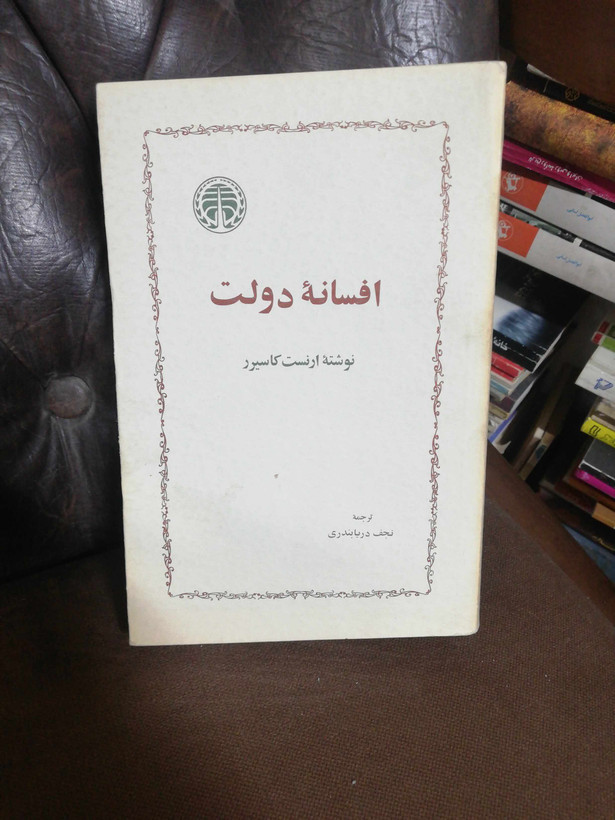 افسانهٔ دولت
نوشتهٔ ارنست کاسیرر
ترجمهٔ
نجف دریابندری